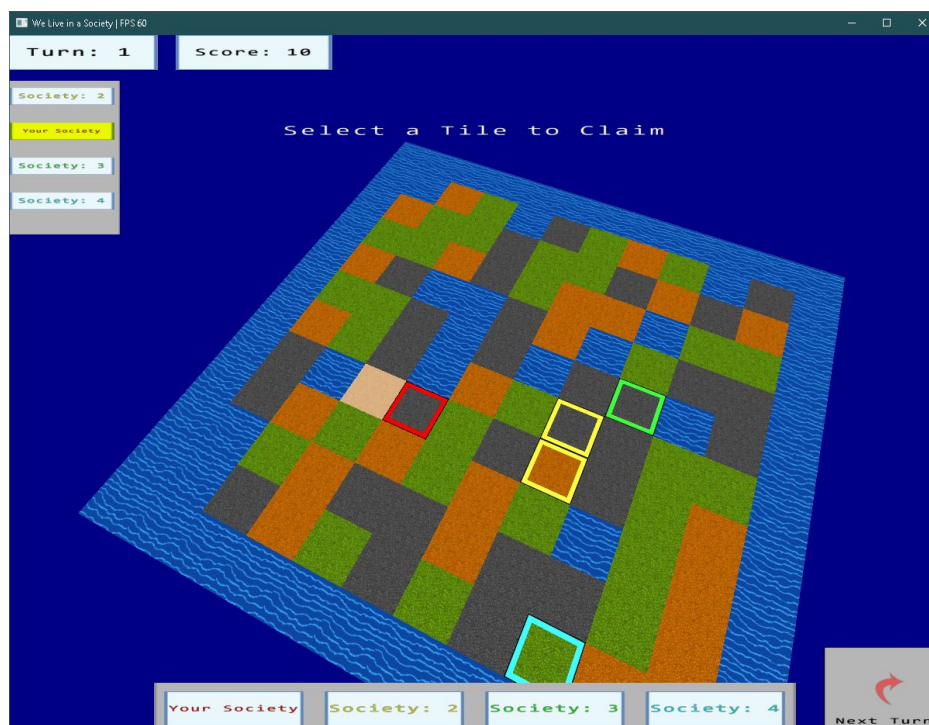 We Live in a Society | FPS 60
Turn: 1
Score: 10
Society: 2
Your Society
Society: 3
Society: 4
Select a Tile to Claim
Your Society
Society: 2
Society: 3
Society: 4
Next Turn